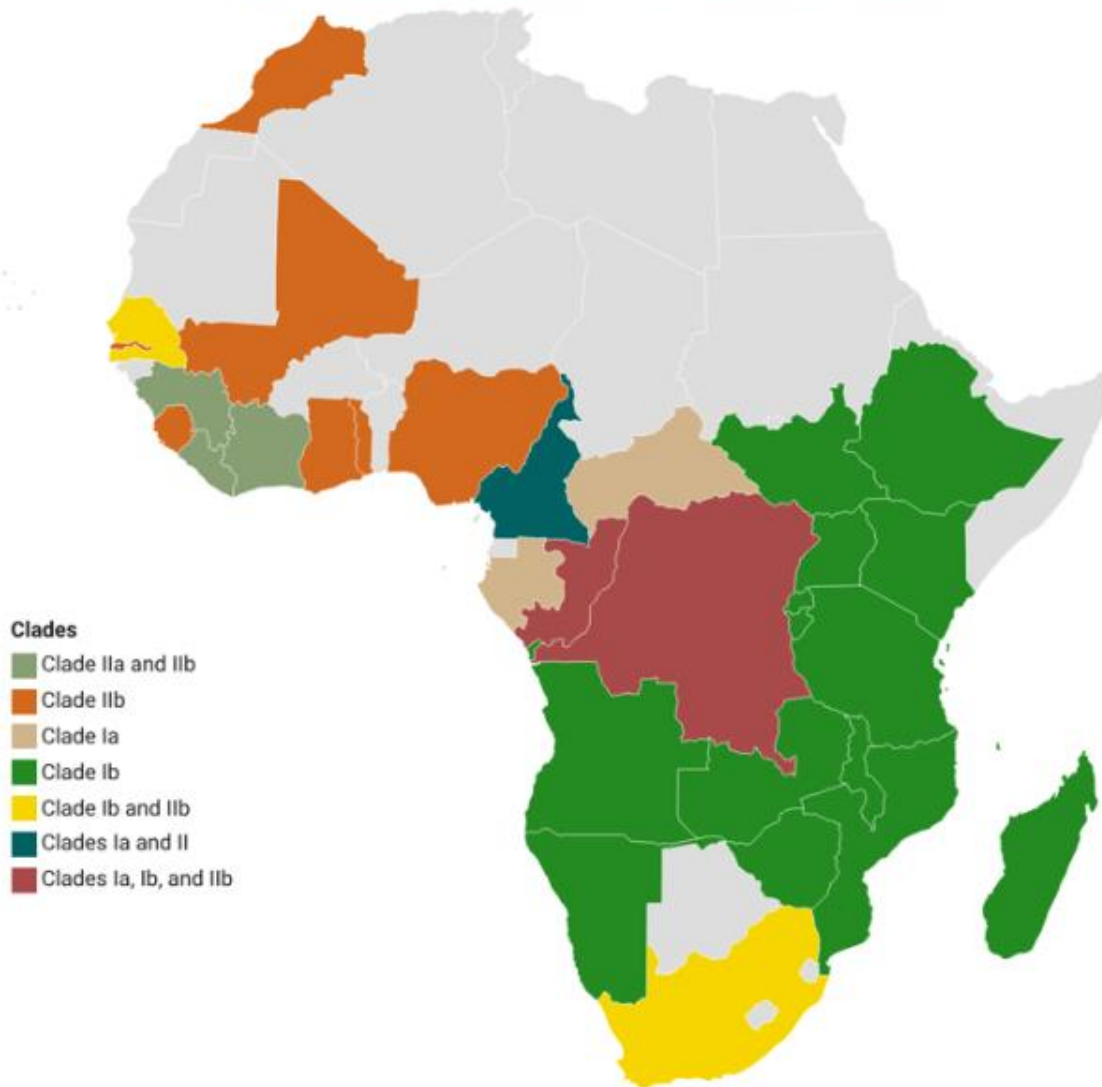 Clades
Clade IIa and IIb
Clade IIb
Clade Ia
Clade Ib
Clade Ib and IIb
Clades Ia and II
Clades Ia, Ib, and IIb